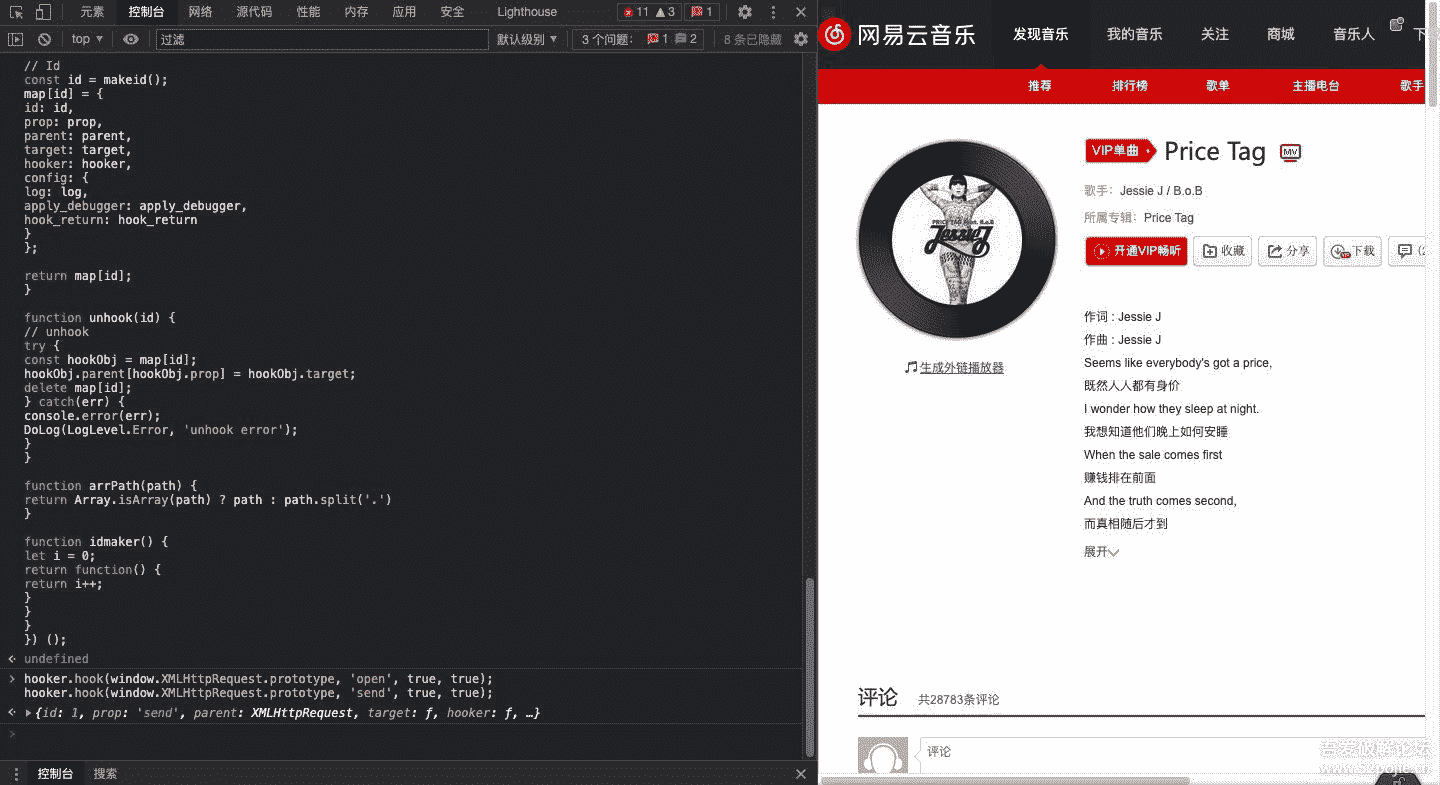 元素 控制台 网络 源代码 性能 内存 应用 安全 Lighthouse 11 3 1
top 过滤 默认级别 3 个问题: 1 2 8 条已隐藏
// Id
const id = makeid();
map[id] = {
id: id,
prop: prop,
parent: parent,
target: target,
hooker: hooker,
config: {
log: log,
apply_debugger: apply_debugger,
hook_return: hook_return
}
};
return map[id];
}
function unhook(id) {
// unhook
try {
const hookObj = map[id];
hookObj.parent[hookObj.prop] = hookObj.target;
delete map[id];
} catch(err) {
console.error(err);
DoLog(LogLevel.Error, 'unhook error');
}
}
function arrPath(path) {
return Array.isArray(path) ? path : path.split('.')
}
function idmaker() {
let i = 0;
return function() {
return i++;
}
}
}
}) ();
undefined
hooker.hook(window.XMLHttpRequest.prototype, 'open', true, true);
hooker.hook(window.XMLHttpRequest.prototype, 'send', true, true);
{id: 1, prop: 'send', parent: XMLHttpRequest, target: ƒ, hooker: ƒ, …}
控制台 搜索
网易云音乐 发现音乐 我的音乐 关注 商城 音乐人 下
推荐 排行榜 歌单 主播电台 歌手
PRICE TAG feat. B.o.B
Jessie J
生成外链播放器
VIP单曲 Price Tag MV
歌手: Jessie J / B.o.B
所属专辑: Price Tag
开通VIP畅听 收藏 分享 下载 (2
作词 : Jessie J
作曲 : Jessie J
Seems like everybody's got a price,
既然人人都有身价
I wonder how they sleep at night.
我想知道他们晚上如何安睡
When the sale comes first
赚钱排在前面
And the truth comes second,
而真相随后才到
展开
评论 共28783条评论
评论
吾爱破解论坛
www.52pojie.cn